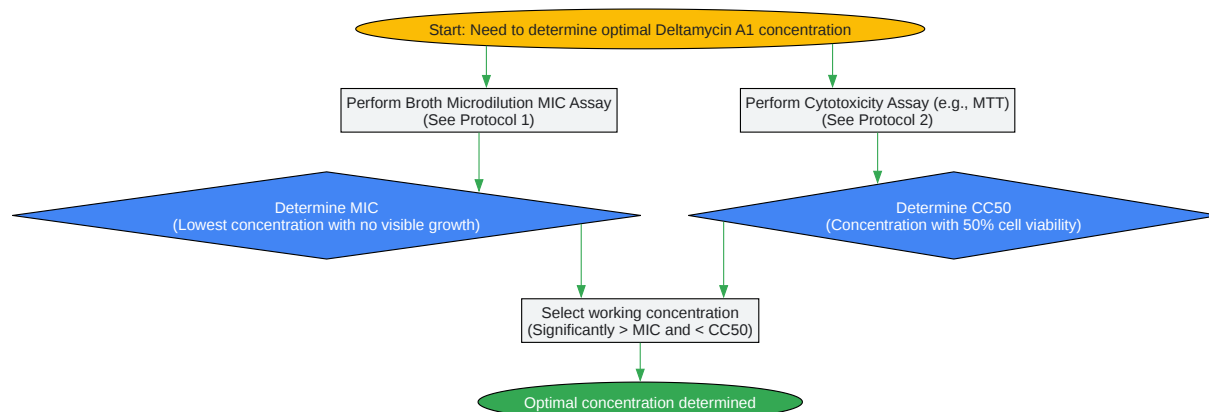 Start: Need to determine optimal Deltamycin A1 concentration
Perform Broth Microdilution MIC Assay
(See Protocol 1)
Perform Cytotoxicity Assay (e.g., MTT)
(See Protocol 2)
Determine MIC
(Lowest concentration with no visible growth)
Determine CC50
(Concentration with 50% cell viability)
Select working concentration
(Significantly > MIC and < CC50)
Optimal concentration determined